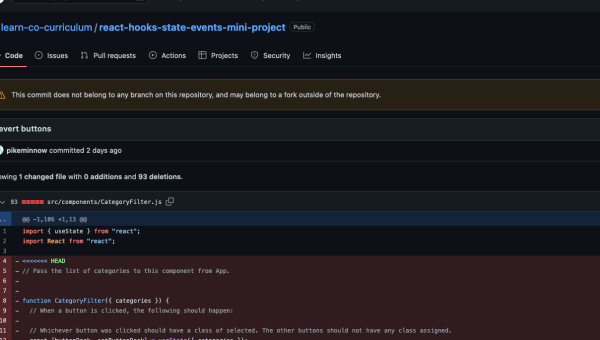 learn-co-curriculum / react-hooks-state-events-mini-project Public
Code Issues Pull requests Actions Projects Security Insights
This commit does not belong to any branch on this repository, and may belong to a fork outside of the repository.
evert buttons
pikeminnow committed 2 days ago
owing 1 changed file with 0 additions and 93 deletions.
93 src/components/CategoryFilter.js
@@ -1,106 +1,13 @@
1 import { useState } from "react";
2 import React from "react";
3
4 - <<<<<<< HEAD
5 - // Pass the list of categories to this component from App.
6 -
7 -
8 - function CategoryFilter({ categories }) {
9 - // When a button is clicked, the following should happen:
10 -
11 - // Whichever button was clicked should have a class of selected. The other buttons should not have any class assigned.